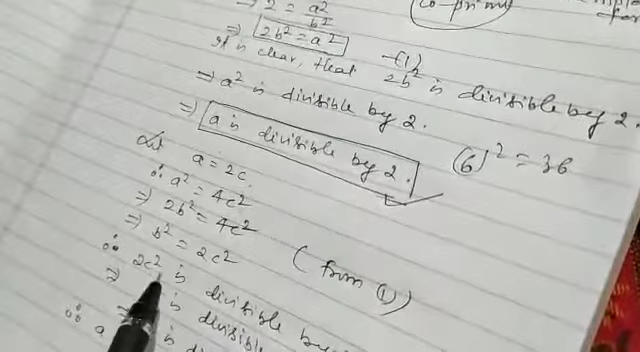 ⇒ 2 = a²/b²
co-prime
⇒ 2b² = a² —(1)
It is clear, that 2b² is divisible by 2.
⇒ a² is divisible by 2.
⇒ a is divisible by 2.
(6)² = 36
Let a = 2c
∴ a² = 4c²
⇒ 2b² = 4c²
⇒ b² = 2c² (from ①)
∴ 2c² is divisible by
⇒ is divisible
∴ a is